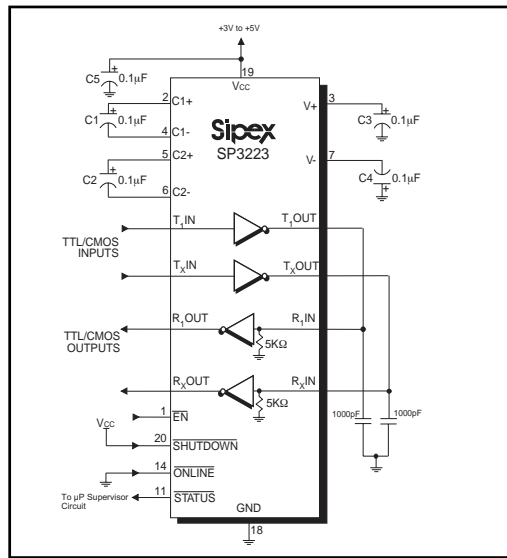 +3V to +5V
19
VCC
C5
+
0.1µF
2
C1+
C1
+
0.1µF
4
C1-
5
C2+
C2
+
0.1µF
6
C2-
Sipex
SP3223
3
V+
C3
+
0.1µF
7
V-
C4
0.1µF
+
TTL/CMOS
INPUTS
T1IN
T1OUT
TXIN
TXOUT
TTL/CMOS
OUTPUTS
R1OUT
R1IN
5KΩ
RXOUT
RXIN
5KΩ
1000pF
1000pF
1
EN
VCC
20
SHUTDOWN
14
ONLINE
To µP Supervisor
Circuit
11
STATUS
GND
18